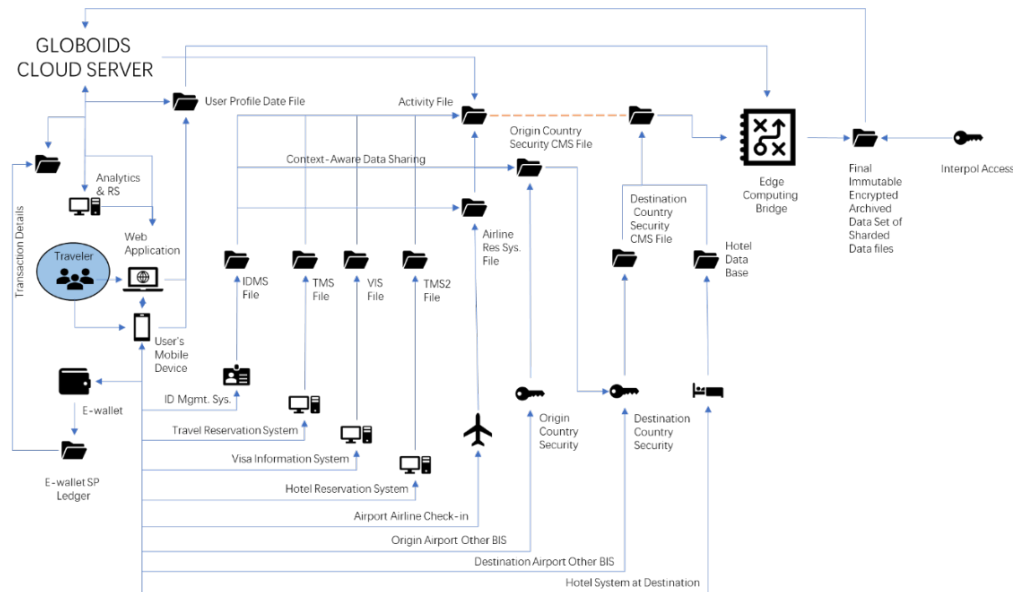 GLOBOIDS
CLOUD SERVER
User Profile Date File
Activity File
Origin Country
Security CMS File
Context-Aware Data Sharing
Analytics
& RS
Transaction Details
Web
Application
Traveler
User's
Mobile
Device
IDMS
File
TMS
File
VIS
File
TMS2
File
Airline
Res Sys.
File
Destination
Country
Security
CMS File
Hotel
Data
Base
Edge
Computing
Bridge
Final
Immutable
Encrypted
Archived
Data Set of
Sharded
Data files
Interpol Access
E-wallet
E-wallet SP
Ledger
ID Mgmt. Sys.
Travel Reservation System
Visa Information System
Hotel Reservation System
Airport Airline Check-in
Origin Airport Other BIS
Destination Airport Other BIS
Hotel System at Destination
Origin
Country
Security
Destination
Country
Security